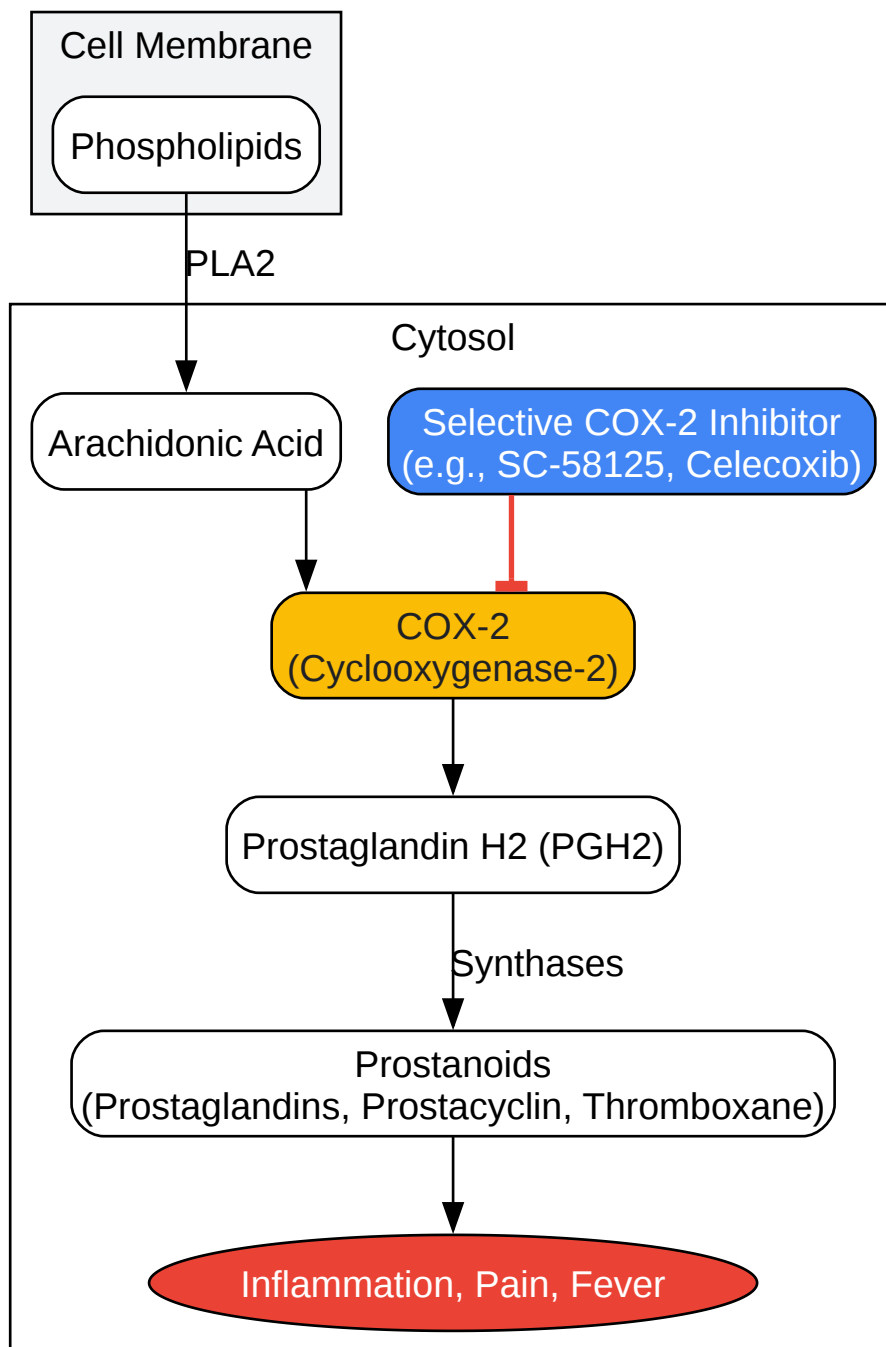 Cell Membrane
Phospholipids
PLA2
Cytosol
Arachidonic Acid
Selective COX-2 Inhibitor
(e.g., SC-58125, Celecoxib)
COX-2
(Cyclooxygenase-2)
Prostaglandin H2 (PGH2)
Synthases
Prostanoids
(Prostaglandins, Prostacyclin, Thromboxane)
Inflammation, Pain, Fever